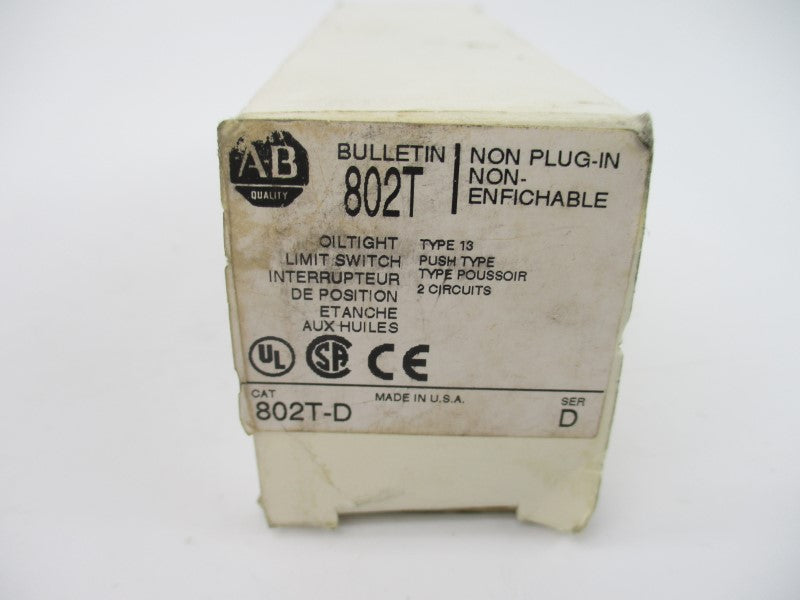 A-B
QUALITY
BULLETIN
802T
NON PLUG-IN
NON-
ENFICHABLE
OILTIGHT
LIMIT SWITCH
INTERRUPTEUR
DE POSITION
ETANCHE
AUX HUILES
TYPE 13
PUSH TYPE
TYPE POUSSOIR
2 CIRCUITS
UL
SA
CE
CAT
802T-D
MADE IN U.S.A.
SER
D